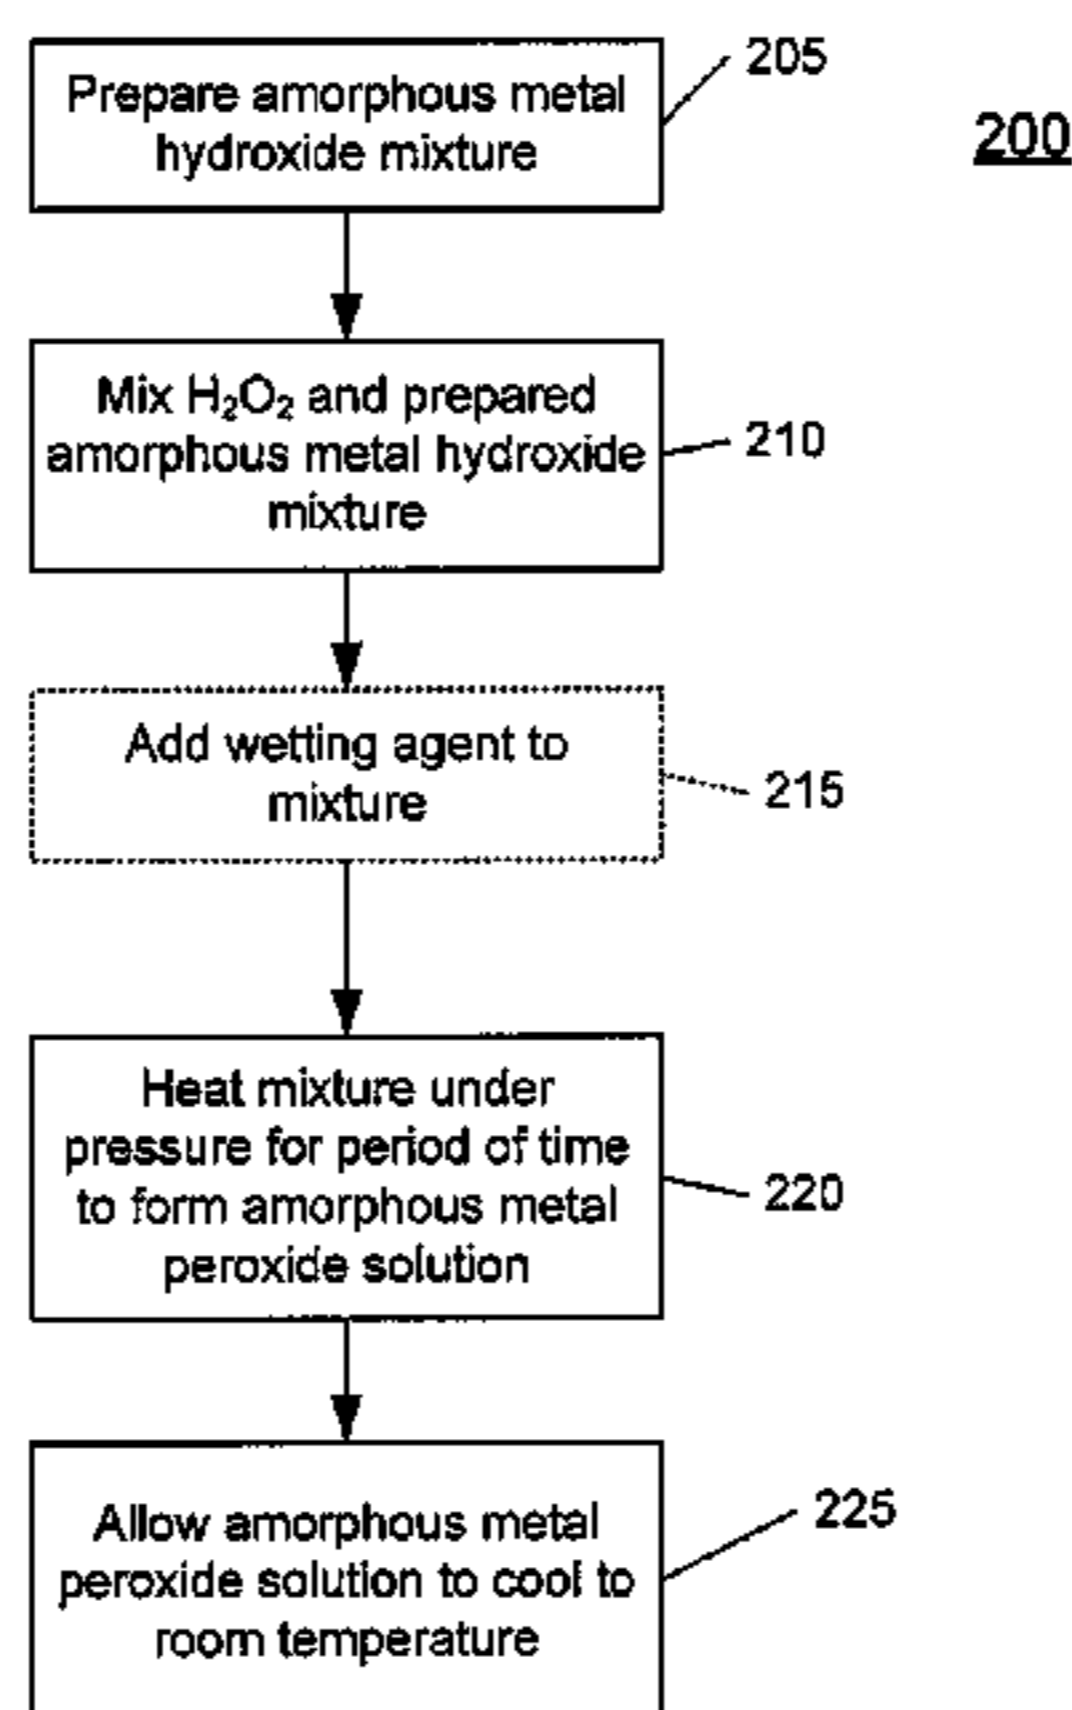 Prepare amorphous metal
hydroxide mixture
205
200
Mix H₂O₂ and prepared
amorphous metal hydroxide
mixture
210
Add wetting agent to
mixture
215
Heat mixture under
pressure for period of time
to form amorphous metal
peroxide solution
220
Allow amorphous metal
peroxide solution to cool to
room temperature
225